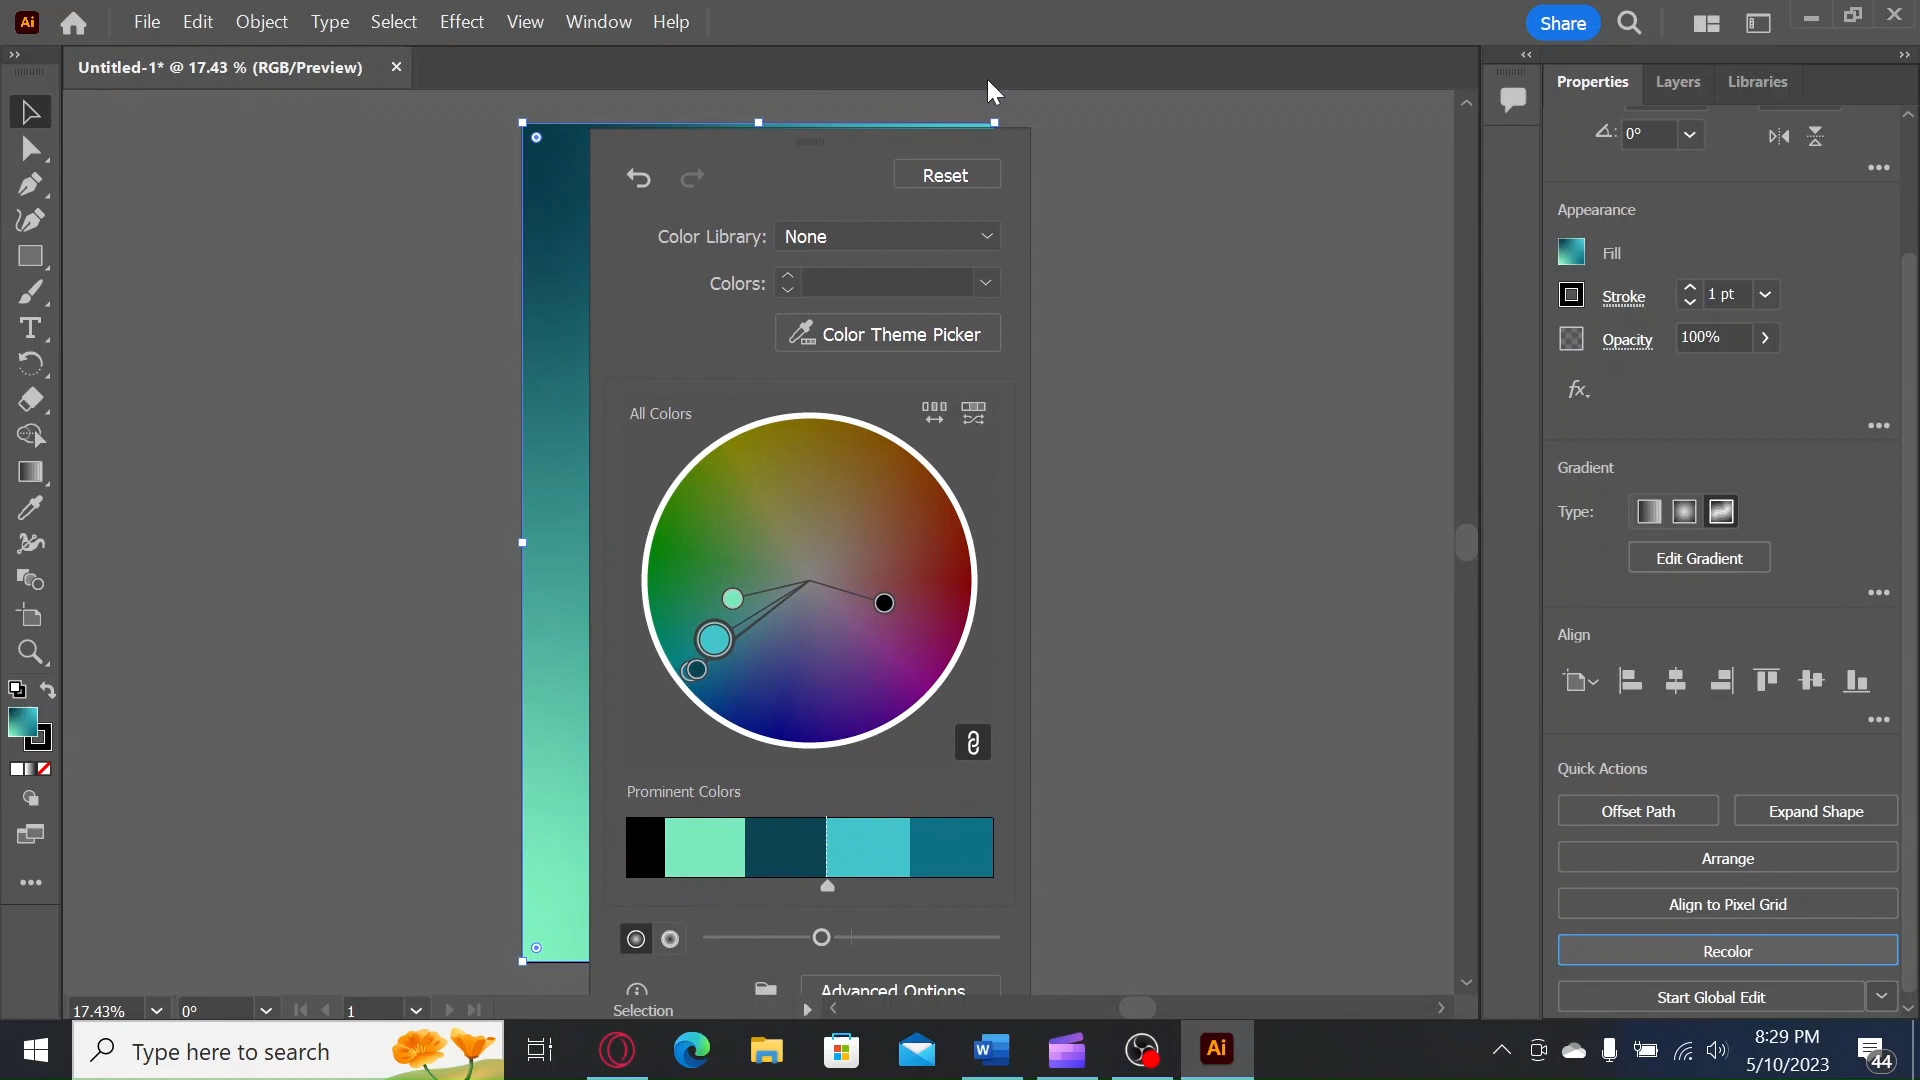 Ai File Edit Object Type Select Effect View Window Help Share
Untitled-1* @ 17.43 % (RGB/Preview)
Properties Layers Libraries
0°
Reset
Appearance
Color Library: None
Fill
Colors:
Stroke 1 pt
Color Theme Picker
Opacity 100%
fx.
All Colors
Gradient
Type:
Edit Gradient
Align
Prominent Colors
Quick Actions
Offset Path Expand Shape
Arrange
Align to Pixel Grid
Recolor
Advanced Options
Start Global Edit
17.43% 0° 1 Selection
Type here to search
Ai
8:29 PM
5/10/2023
44